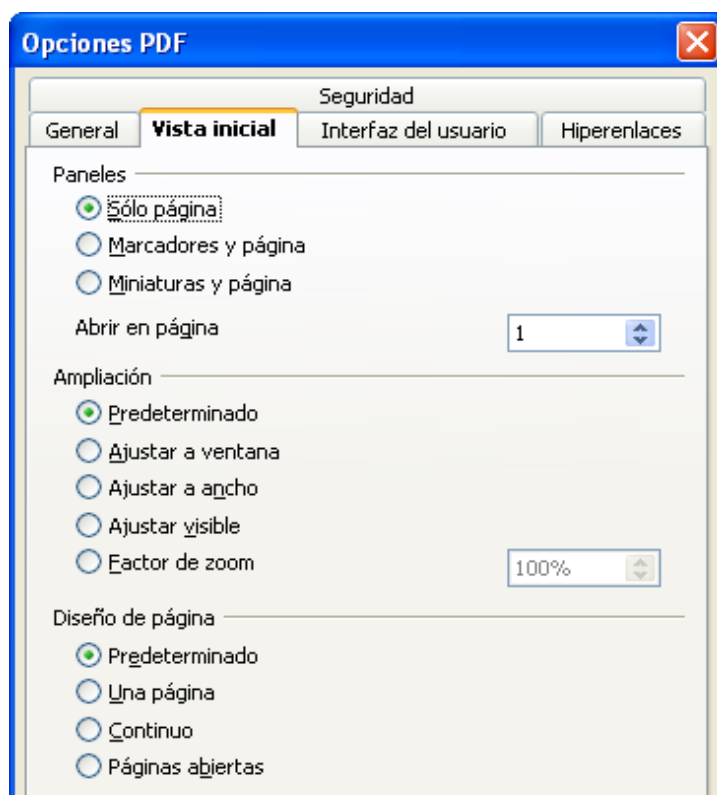 Opciones PDF
Seguridad
General Vista inicial Interfaz del usuario Hiperenlaces
Paneles
Sólo página
Marcadores y página
Miniaturas y página
Abrir en página 1
Ampliación
Predeterminado
Ajustar a ventana
Ajustar a ancho
Ajustar visible
Factor de zoom 100%
Diseño de página
Predeterminado
Una página
Continuo
Páginas abiertas